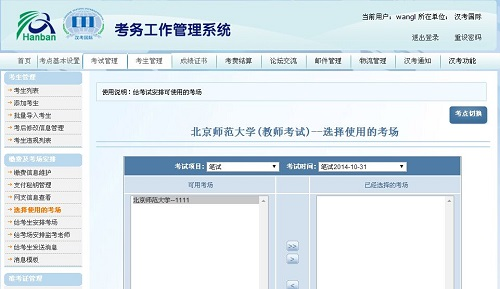 Hanban
汉考国际
考务工作管理系统
当前用户：wangl 所在单位：汉考国际
退出登录 重设密码
首页 考点基本设置 考试管理 考生管理 成绩证书 考费结算 论坛交流 邮件管理 物流管理 汉考通知 汉考功能
考生管理
考生列表
添加考生
批量导入考生
考后修改信息管理
考生违规列表
缴费及考场安排
缴费信息维护
支付秘钥管理
网支信息查看
选择使用的考场
给考生安排考场
给考场安排监考老师
给考生发送消息
消息模板
准考证管理
使用说明：给考试安排可使用的考场
考点切换
北京师范大学(教师考试)--选择使用的考场
考试项目： 笔试 考试时间： 笔试2014-10-31
可用考场 已经选择的考场
北京师范大学--1111
>>
>
<